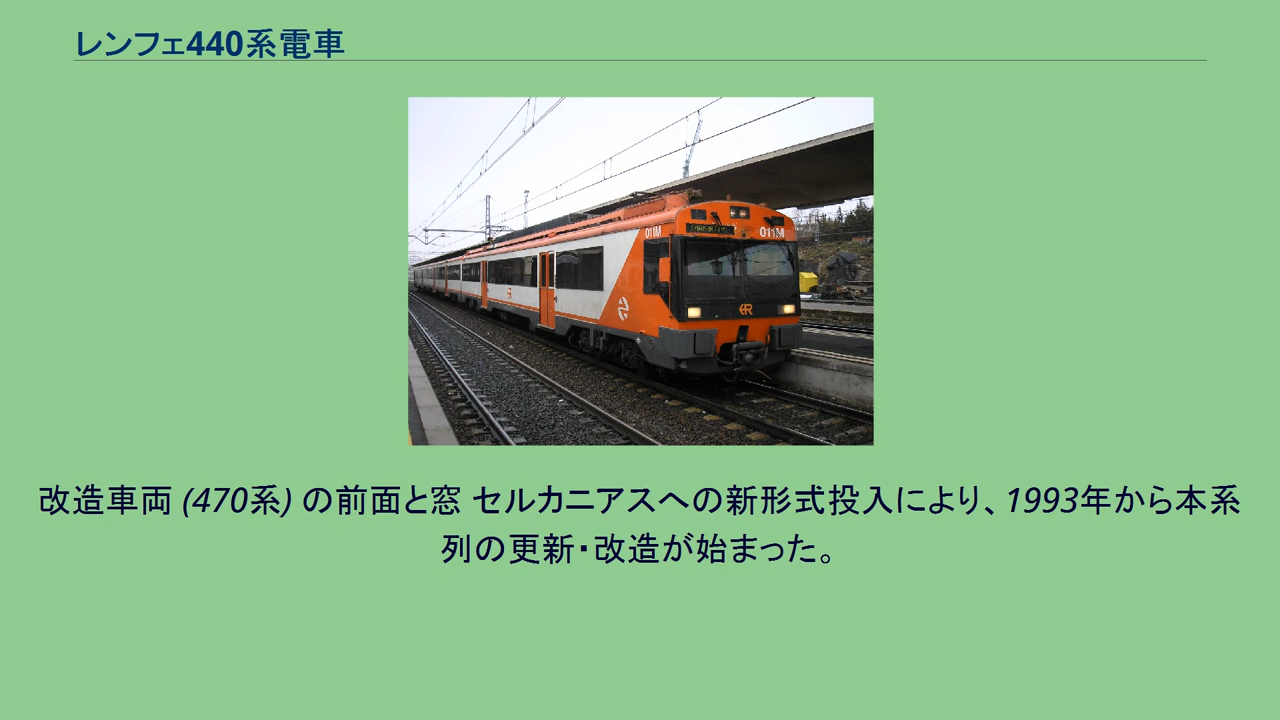 レンフェ440系電車
011M
011M
改造車両 (470系) の前面と窓 セルカニアスへの新形式投入により、1993年から本系
列の更新・改造が始まった。